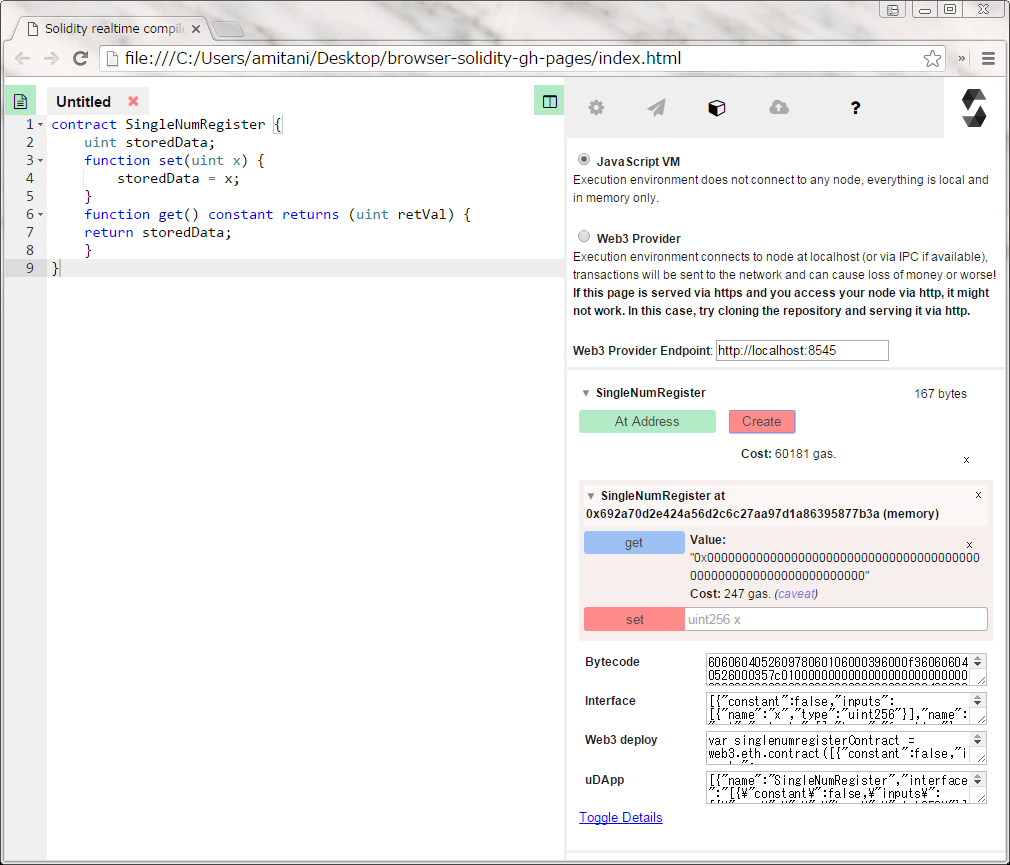 Solidity realtime compile
file:///C:/Users/amitani/Desktop/browser-solidity-gh-pages/index.html
Untitled
1 contract SingleNumRegister {
2 uint storedData;
3 function set(uint x) {
4 storedData = x;
5 }
6 function get() constant returns (uint retVal) {
7 return storedData;
8 }
9 }
?
JavaScript VM
Execution environment does not connect to any node, everything is local and
in memory only.
Web3 Provider
Execution environment connects to node at localhost (or via IPC if available),
transactions will be sent to the network and can cause loss of money or worse!
If this page is served via https and you access your node via http, it might
not work. In this case, try cloning the repository and serving it via http.
Web3 Provider Endpoint: http://localhost:8545
SingleNumRegister 167 bytes
At Address Create
Cost: 60181 gas.
x
SingleNumRegister at x
0x692a70d2e424a56d2c6c27aa97d1a86395877b3a (memory)
get Value: x
"0x00000000000000000000000000000000000000
00000000000000000000000000"
Cost: 247 gas. (caveat)
set uint256 x
Bytecode 60606040526097806010600039600f36060604
0526000357c010000000000000000000000000
Interface [{"constant":false,"inputs":
[{"name":"x","type":"uint256"}],"name":
Web3 deploy var singlenumregisterContract =
web3.eth.contract([{"constant":false,"i
uDApp [{"name":"SingleNumRegister","interface
":"[{¥"constant¥":false,¥"inputs¥":
Toggle Details